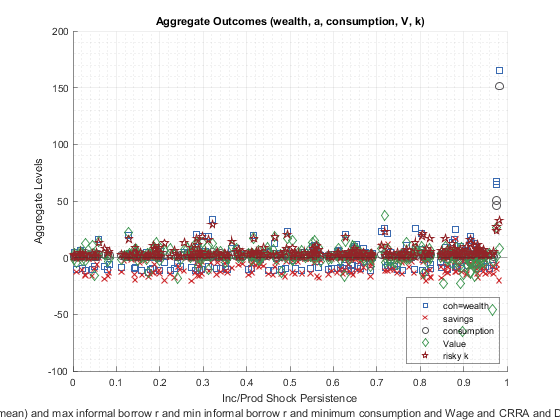 Aggregate Outcomes (wealth, a, consumption, V, k)
200
150
100
50
0
-50
-100
Aggregate Levels
coh=wealth
savings
consumption
Value
risky k
0 0.1 0.2 0.3 0.4 0.5 0.6 0.7 0.8 0.9 1
Inc/Prod Shock Persistence
mean) and max informal borrow r and min informal borrow r and minimum consumption and Wage and CRRA and D